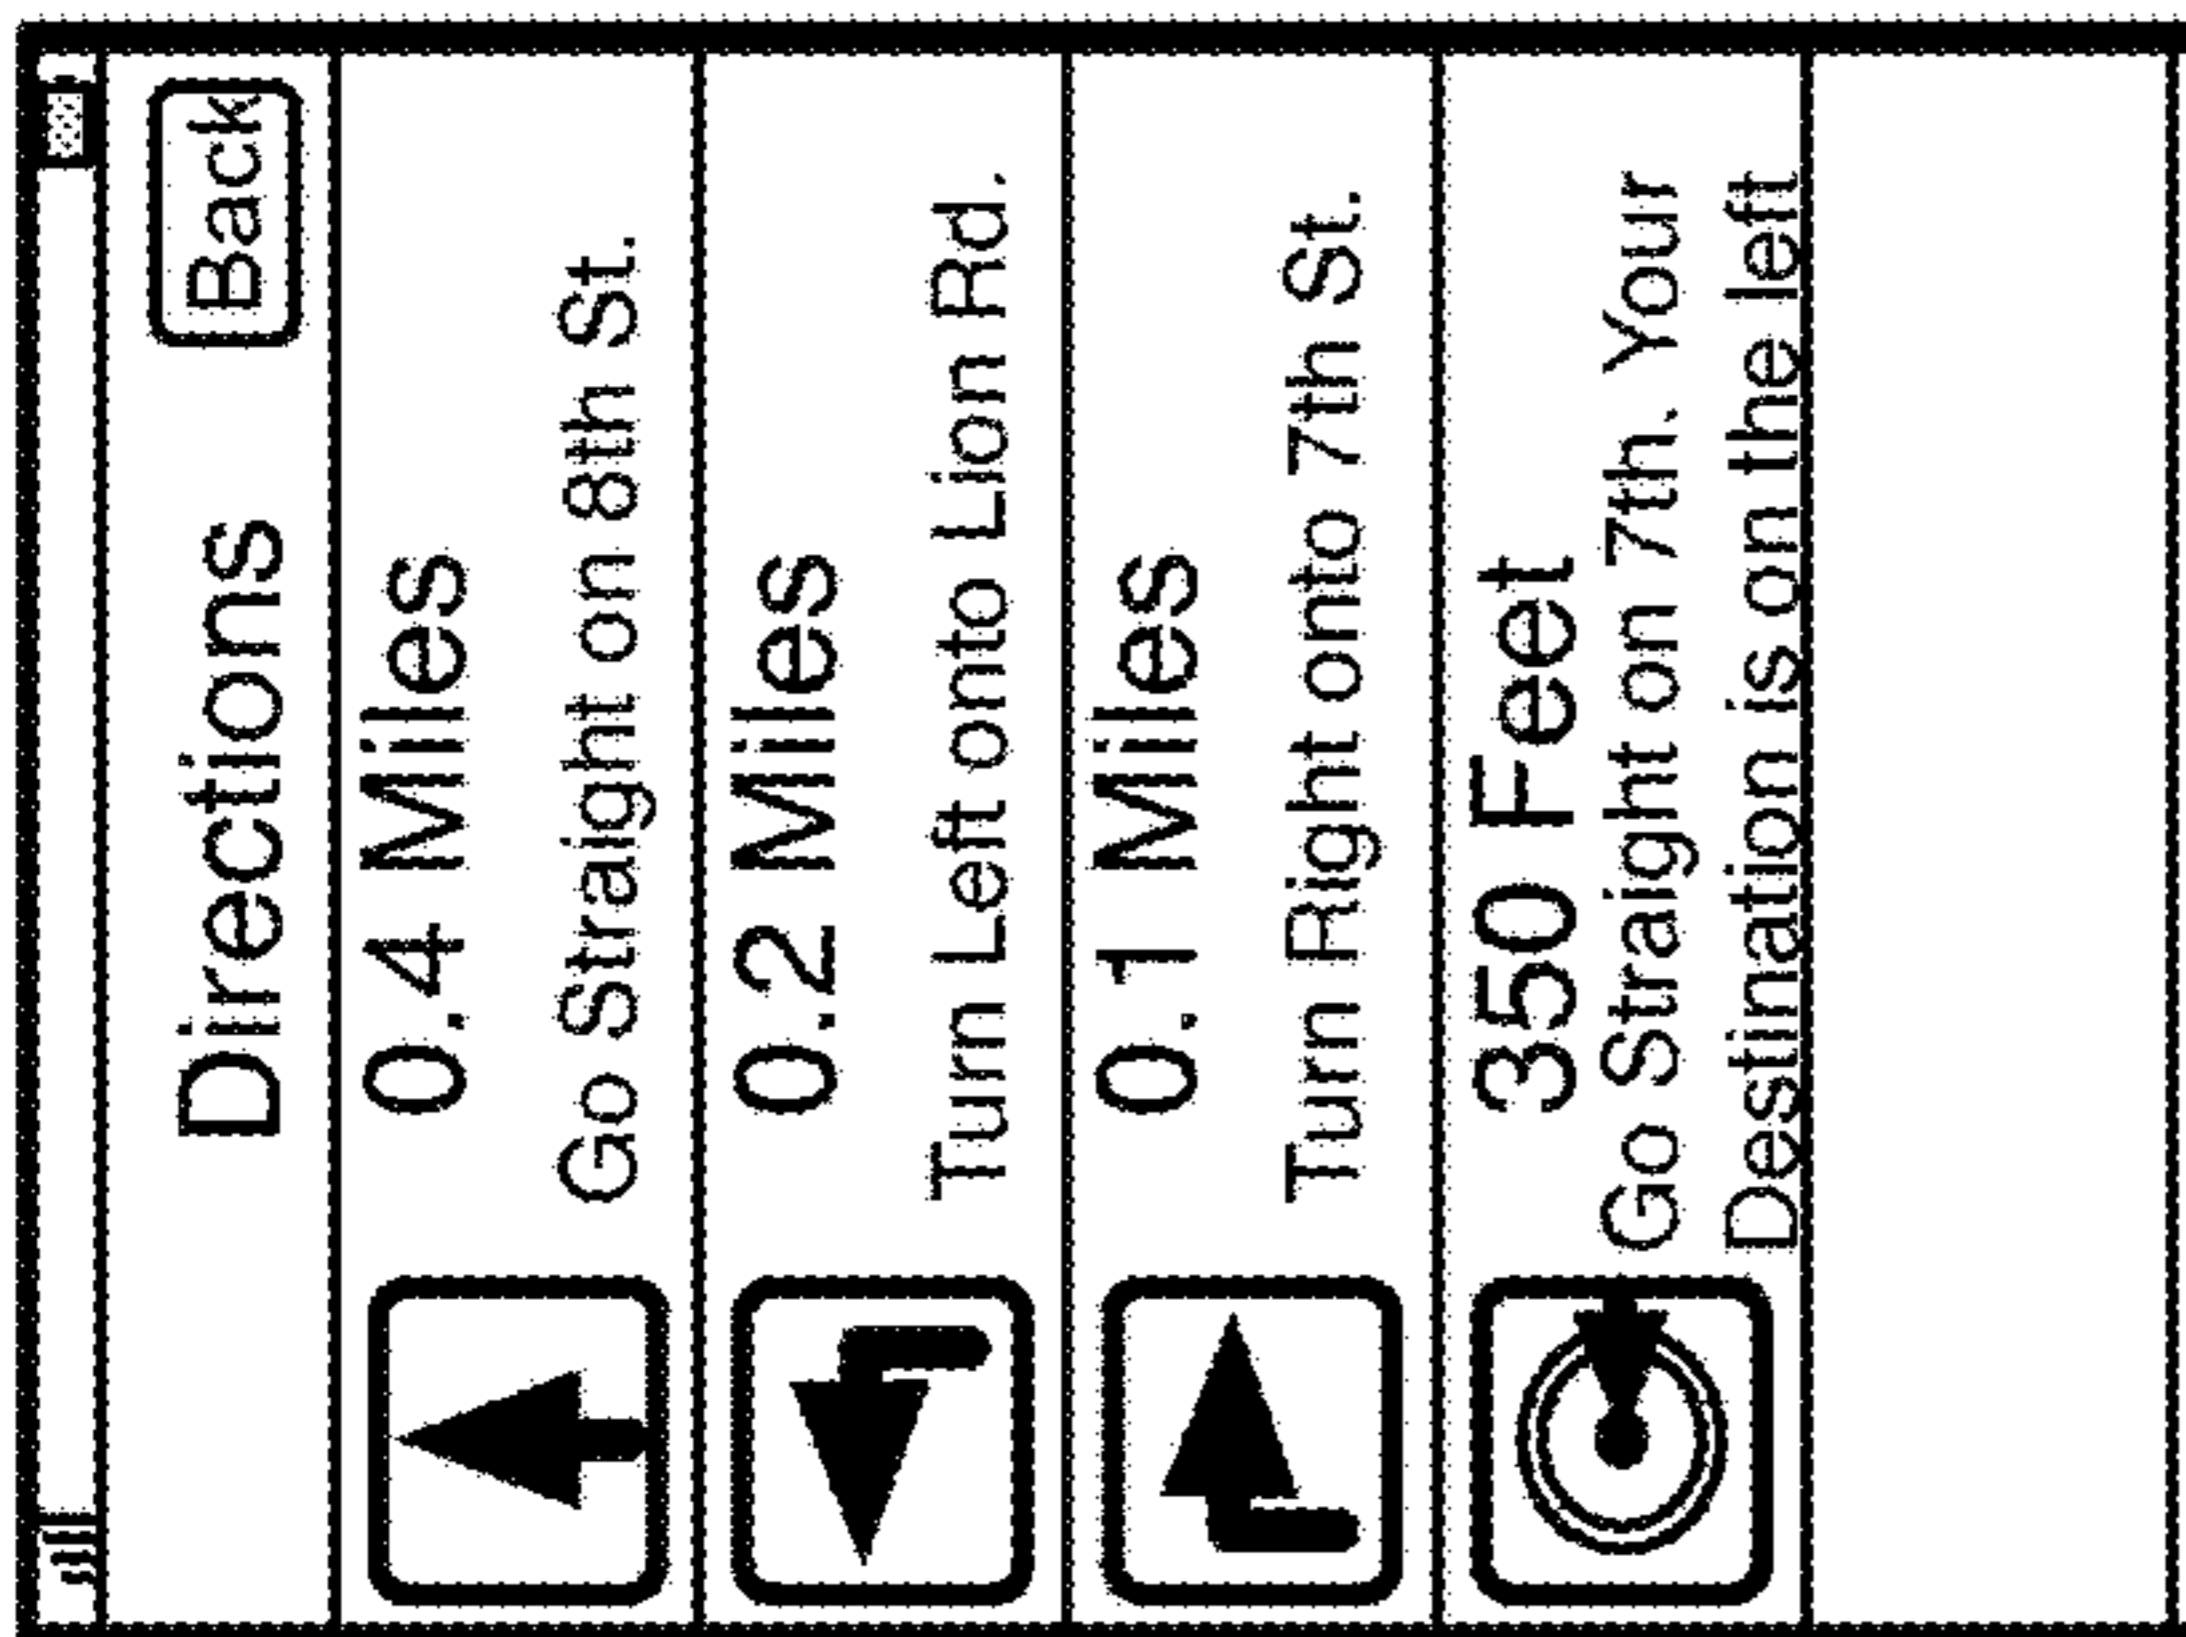 Directions
Back
0.4 Miles
Go Straight on 8th St.
0.2 Miles
Turn Left onto Lion Rd.
0.1 Miles
Turn Right onto 7th St.
350 Feet
Go Straight on 7th. Your
Destination is on the left